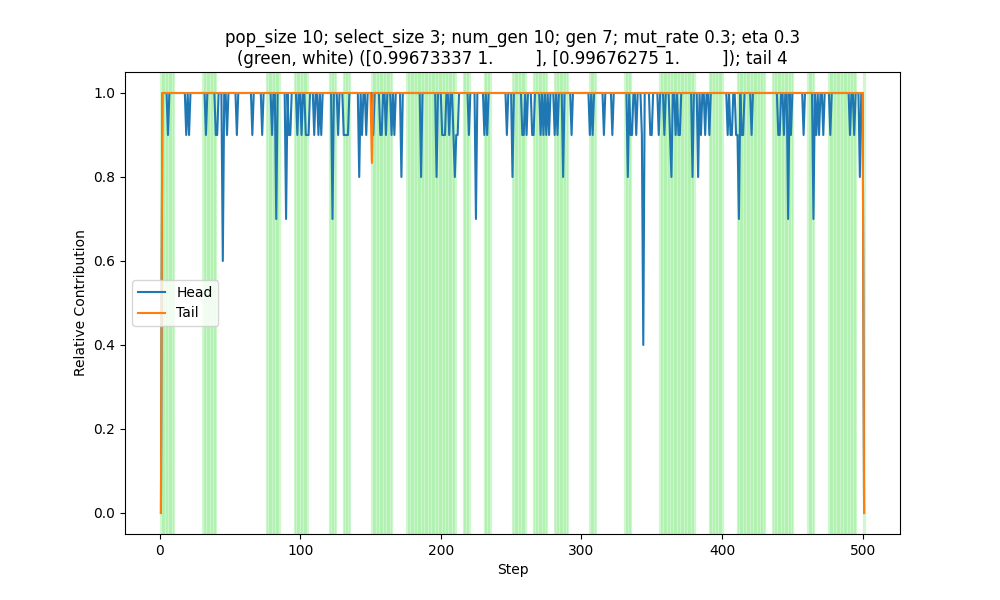 pop_size 10; select_size 3; num_gen 10; gen 7; mut_rate 0.3; eta 0.3
(green, white) ([0.99673337 1.        ], [0.99676275 1.        ]); tail 4
1.0
0.8
0.6
0.4
0.2
0.0
Relative Contribution
Head
Tail
0
100
200
300
400
500
Step